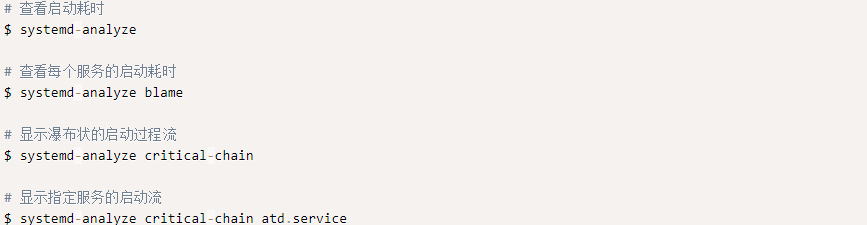 # 查看启动耗时
$ systemd-analyze
# 查看每个服务的启动耗时
$ systemd-analyze blame
# 显示瀑布状的启动过程流
$ systemd-analyze critical-chain
# 显示指定服务的启动流
$ systemd-analyze critical-chain atd.service